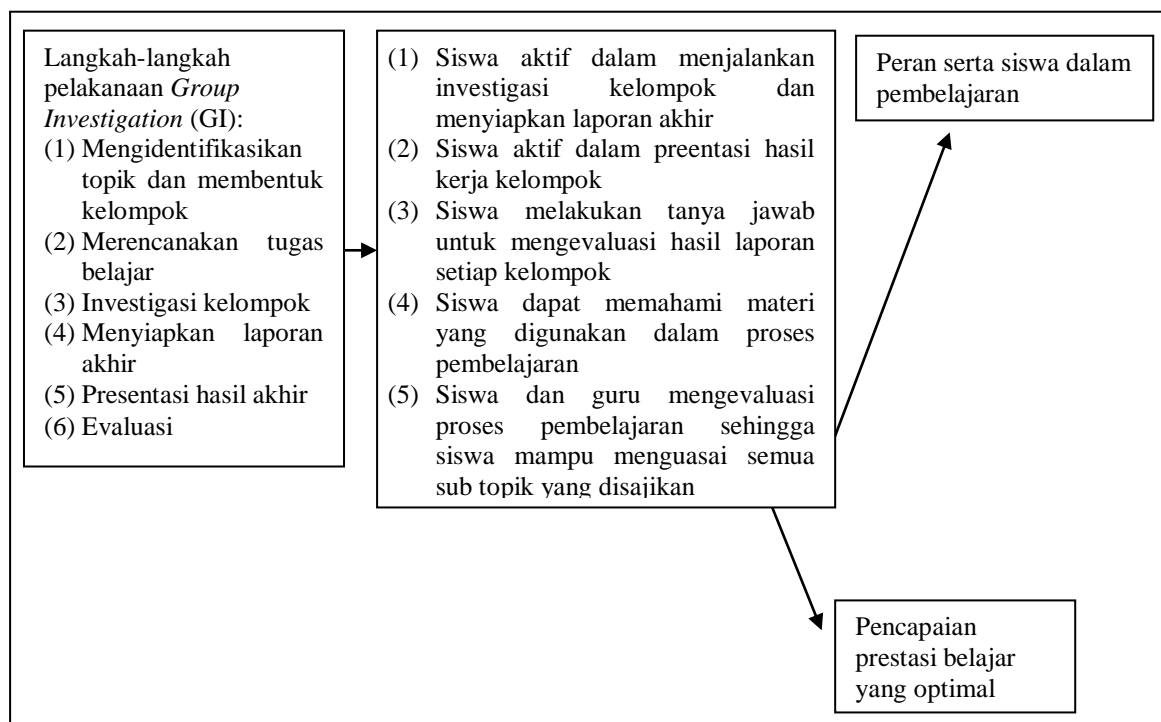 Langkah-langkah
pelakanaan Group
Investigation (GI):
(1) Mengidentifikasikan
topik dan membentuk
kelompok
(2) Merencanakan tugas
belajar
(3) Investigasi kelompok
(4) Menyiapkan laporan
akhir
(5) Presentasi hasil akhir
(6) Evaluasi
(1) Siswa aktif dalam menjalankan
investigasi kelompok dan
menyiapkan laporan akhir
(2) Siswa aktif dalam preentasi hasil
kerja kelompok
(3) Siswa melakukan tanya jawab
untuk mengevaluasi hasil laporan
setiap kelompok
(4) Siswa dapat memahami materi
yang digunakan dalam proses
pembelajaran
(5) Siswa dan guru mengevaluasi
proses pembelajaran sehingga
siswa mampu menguasai semua
sub topik yang disajikan
Peran serta siswa dalam
pembelajaran
Pencapaian
prestasi belajar
yang optimal